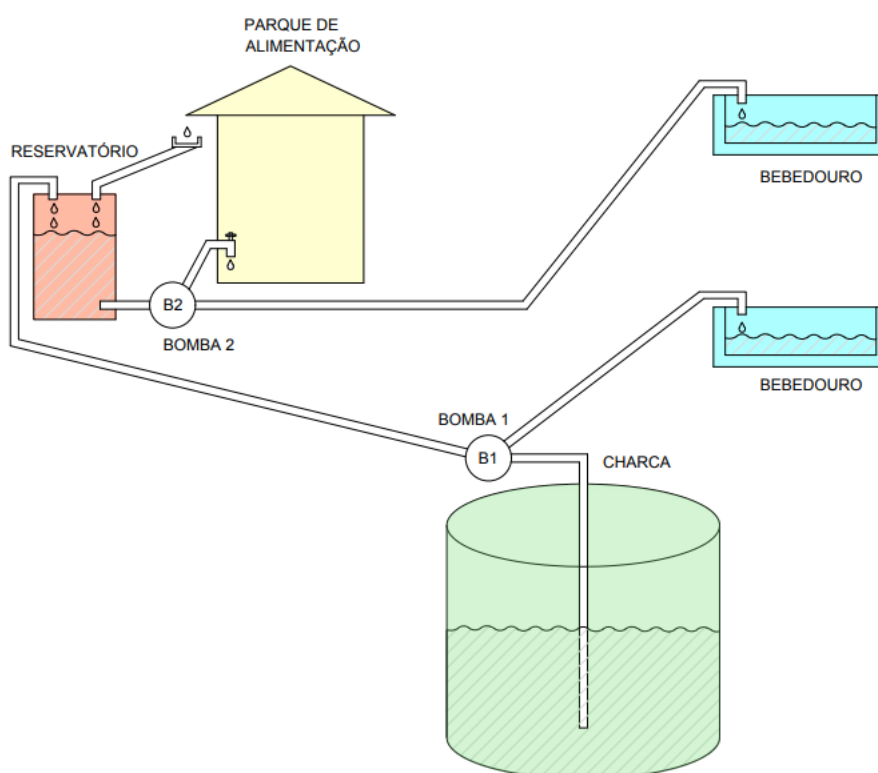 PARQUE DE
ALIMENTAÇÃO
RESERVATÓRIO
BEBEDOURO
B2
BOMBA 2
BEBEDOURO
BOMBA 1
B1
CHARCA